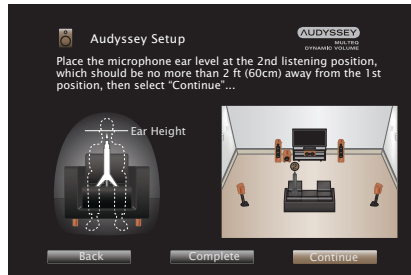 Audyssey Setup
AUDYSSEY
MULTEQ
DYNAMIC VOLUME
Place the microphone ear level at the 2nd listening position,
which should be no more than 2 ft (60cm) away from the 1st
position, then select "Continue"...
Ear Height
Back
Complete
Continue